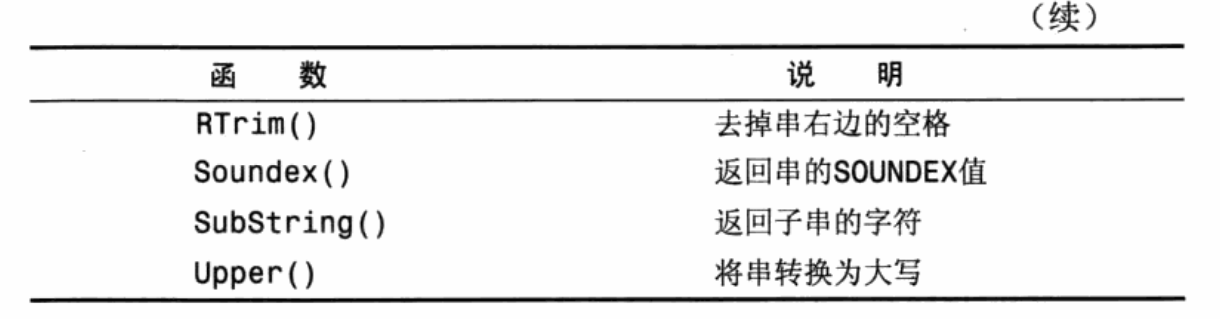 （续）
函 数 说 明
RTrim() 去掉串右边的空格
Soundex() 返回串的SOUNDEX值
SubString() 返回子串的字符
Upper() 将串转换为大写